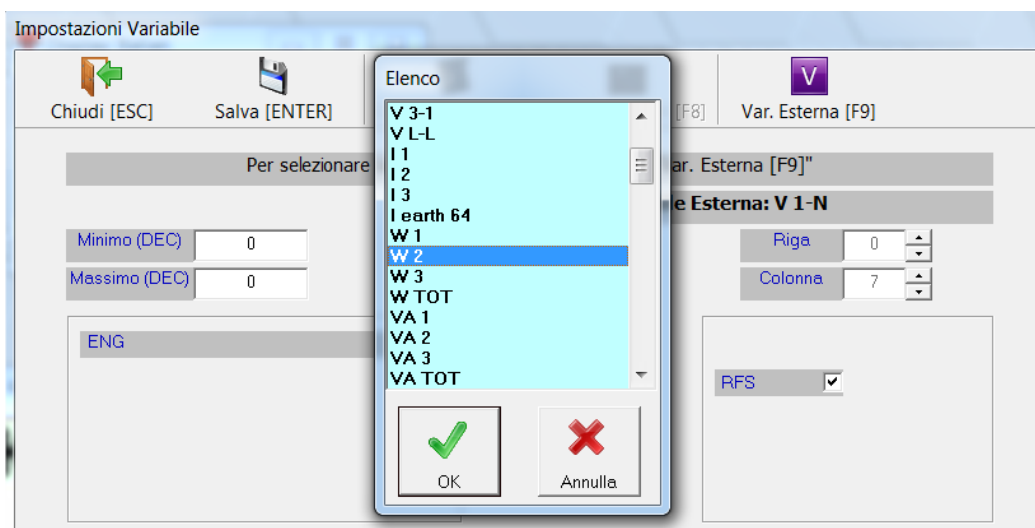 Impostazioni Variabile
Chiudi [ESC]
Salva [ENTER]
[F8]
V
Var. Esterna [F9]
Per selezionare
ar. Esterna [F9]"
le Esterna: V 1-N
Minimo (DEC)
0
Massimo (DEC)
0
Riga
0
Colonna
7
ENG
RFS
Elenco
V 3-1
V L-L
I 1
I 2
I 3
I earth 64
W 1
W 2
W 3
W TOT
VA 1
VA 2
VA 3
VA TOT
OK
Annulla